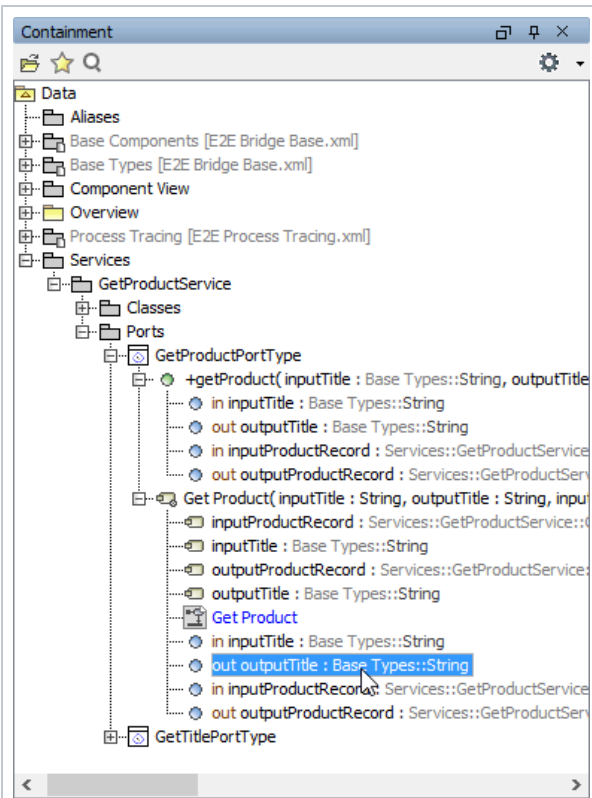 Containment
Data
Aliases
Base Components [E2E Bridge Base.xml]
Base Types [E2E Bridge Base.xml]
Component View
Overview
Process Tracing [E2E Process Tracing.xml]
Services
GetProductService
Classes
Ports
GetProductPortType
+getProduct( inputTitle : Base Types::String, outputTitle
in inputTitle : Base Types::String
out outputTitle : Base Types::String
in inputProductRecord : Services::GetProductService
out outputProductRecord : Services::GetProductServ
Get Product( inputTitle : String, outputTitle : String, input
inputProductRecord : Services::GetProductService::
inputTitle : Base Types::String
outputProductRecord : Services::GetProductService:
outputTitle : Base Types::String
Get Product
in inputTitle : Base Types::String
out outputTitle : Base Types::String
in inputProductRecord : Services::GetProductService
out outputProductRecord : Services::GetProductServ
GetTitlePortType